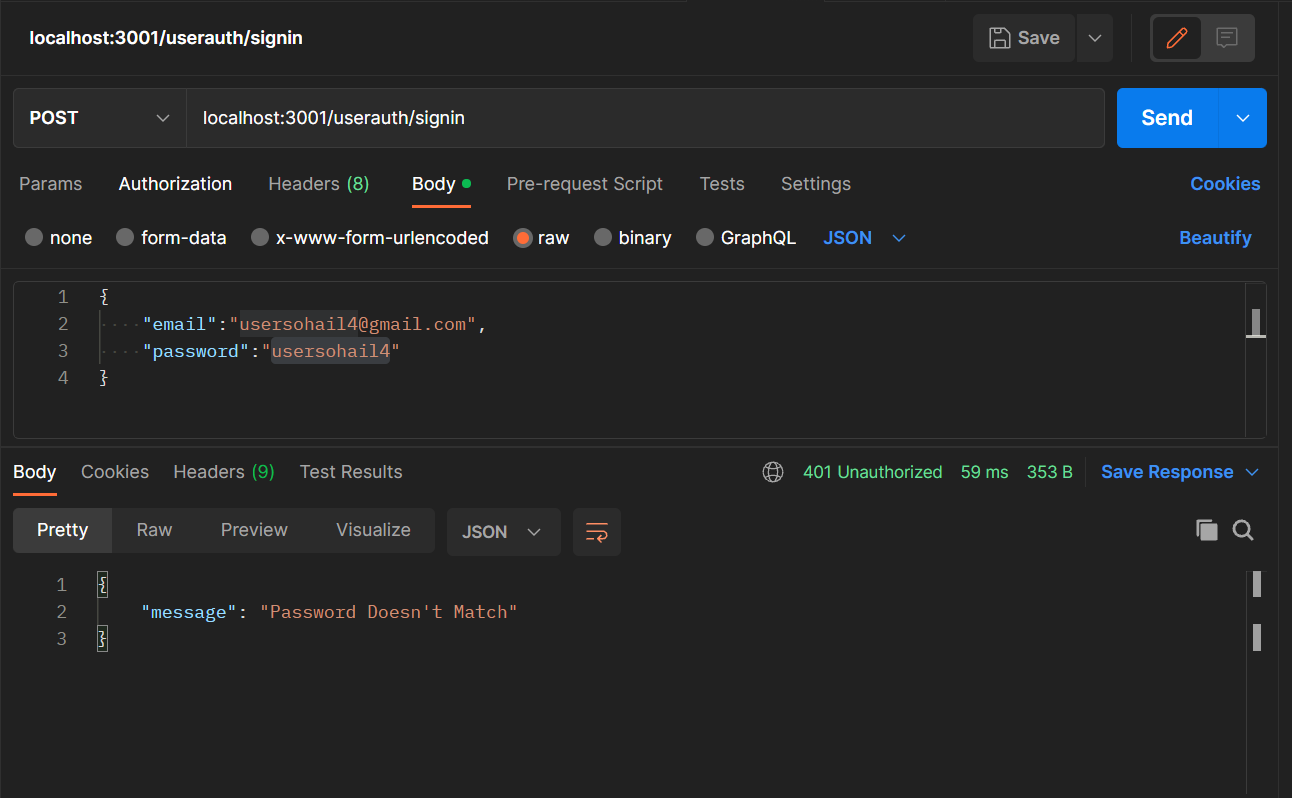 localhost:3001/userauth/signin
Save
POST
localhost:3001/userauth/signin
Send
Params Authorization Headers (8) Body Pre-request Script Tests Settings Cookies
none form-data x-www-form-urlencoded raw binary GraphQL JSON Beautify
1 {
2 ····"email":"usersohail4@gmail.com",
3 ····"password":"usersohail4"
4 }
Body Cookies Headers (9) Test Results 401 Unauthorized 59 ms 353 B Save Response
Pretty Raw Preview Visualize JSON
1 {
2 "message": "Password Doesn't Match"
3 }